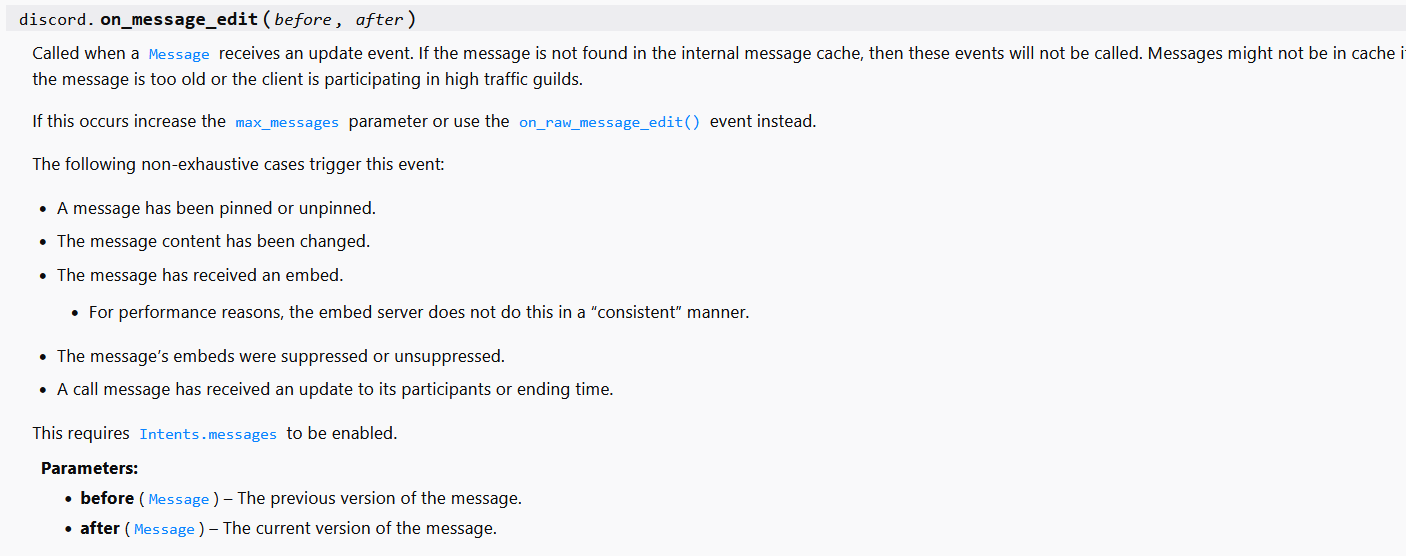 discord.on_message_edit(before, after)
Called when a Message receives an update event. If the message is not found in the internal message cache, then these events will not be called. Messages might not be in cache if
the message is too old or the client is participating in high traffic guilds.
If this occurs increase the max_messages parameter or use the on_raw_message_edit() event instead.
The following non-exhaustive cases trigger this event:
• A message has been pinned or unpinned.
• The message content has been changed.
• The message has received an embed.
• For performance reasons, the embed server does not do this in a “consistent” manner.
• The message’s embeds were suppressed or unsuppressed.
• A call message has received an update to its participants or ending time.
This requires Intents.messages to be enabled.
Parameters:
• before (Message) – The previous version of the message.
• after (Message) – The current version of the message.